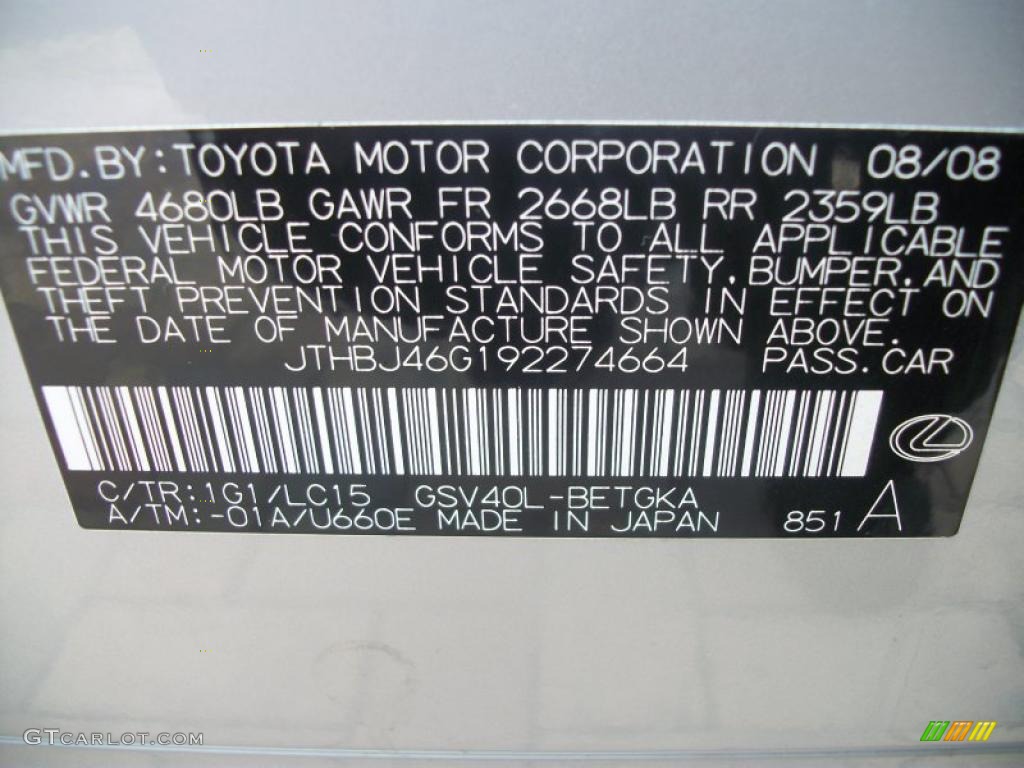 MFD. BY: TOYOTA MOTOR CORPORATION 08/08
GVWR 4680LB GAWR FR 2668LB RR 2359LB
THIS VEHICLE CONFORMS TO ALL APPLICABLE
FEDERAL MOTOR VEHICLE SAFETY, BUMPER, AND
THEFT PREVENTION STANDARDS IN EFFECT ON
THE DATE OF MANUFACTURE SHOWN ABOVE.
JTHBJ46G192274664 PASS. CAR
C/TR: 1G1/LC15 GSV40L-BETGKA
A/TM: -01A/U660E MADE IN JAPAN 851 A
GTCARLOT.COM